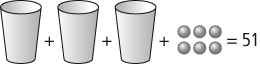 + + + = 51